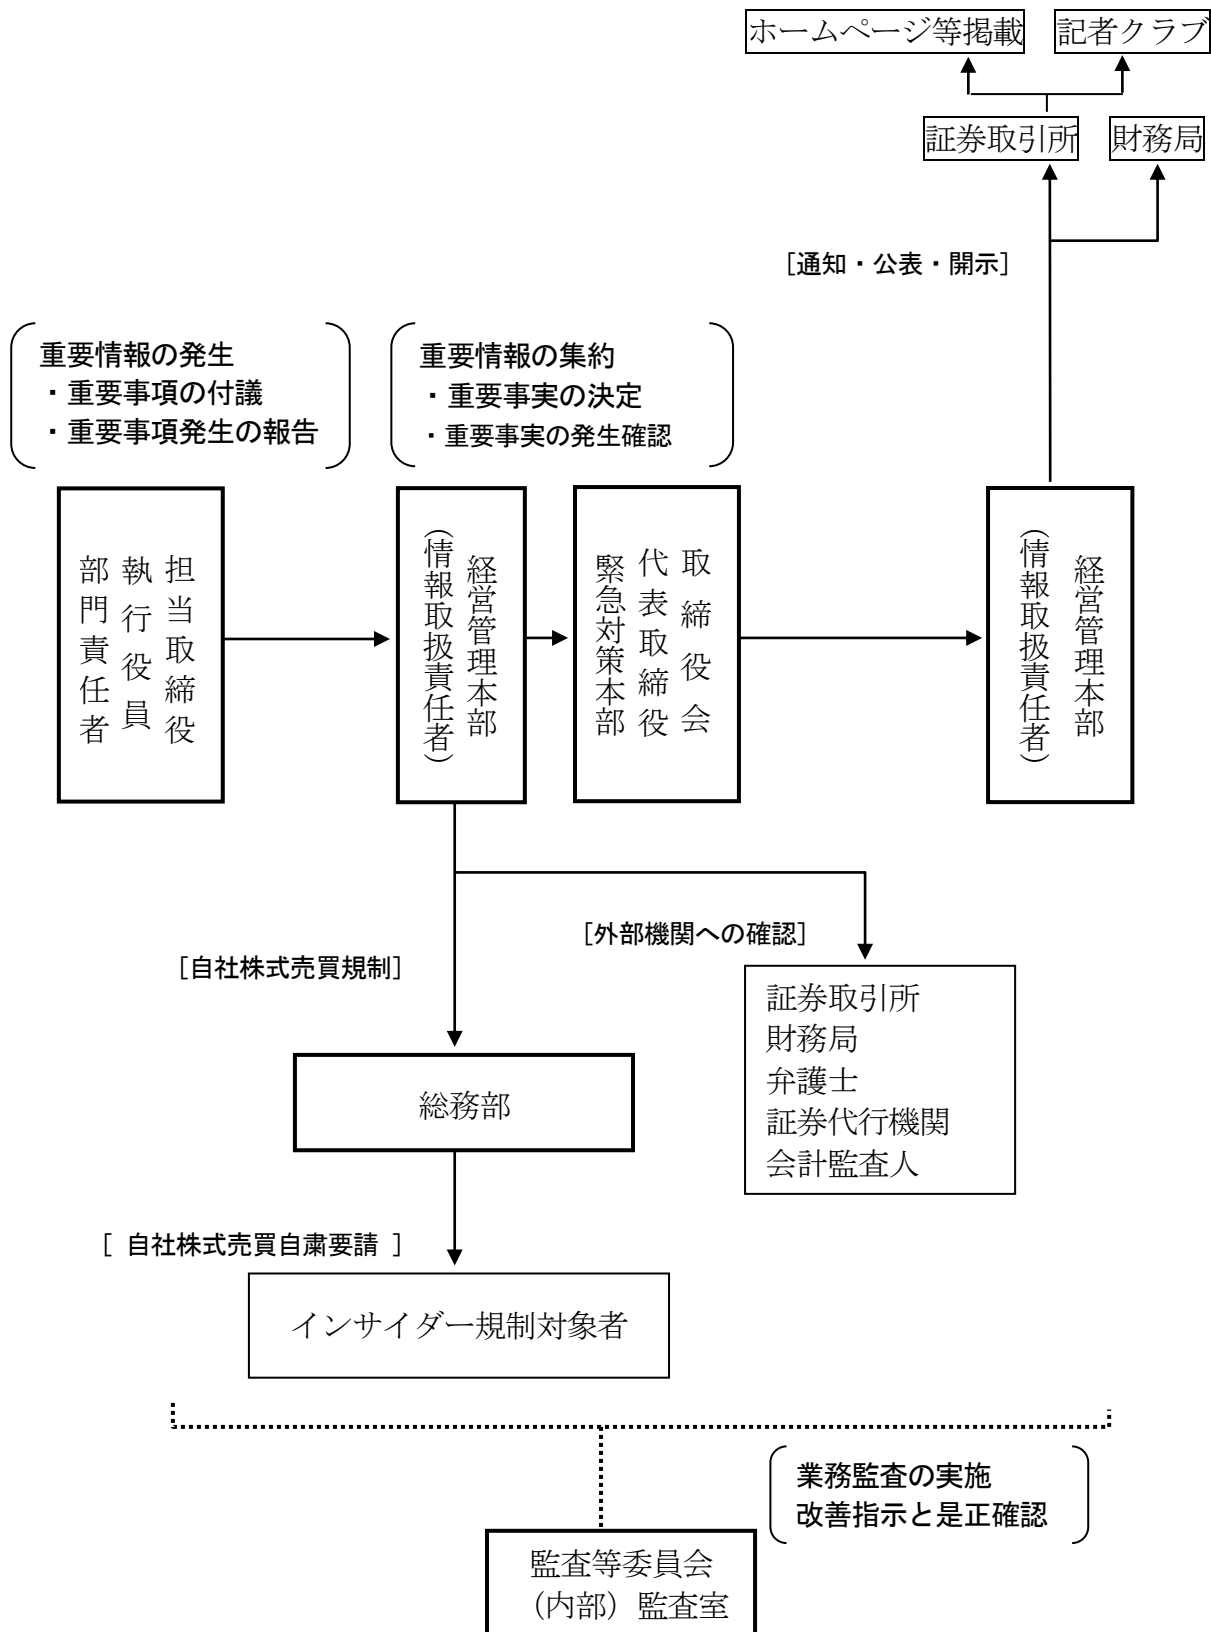 ホームページ等掲載
記者クラブ
証券取引所
財務局
[通知・公表・開示]
重要情報の発生
・重要事項の付議
・重要事項発生の報告
重要情報の集約
・重要事実の決定
・重要事実の発生確認
担当取締役
執行役員
部門責任者
経営管理本部
(情報取扱責任者)
取締役会
代表取締役
緊急対策本部
経営管理本部
(情報取扱責任者)
[外部機関への確認]
[自社株式売買規制]
証券取引所
財務局
弁護士
証券代行機関
会計監査人
総務部
[ 自社株式売買自粛要請 ]
インサイダー規制対象者
業務監査の実施
改善指示と是正確認
監査等委員会
(内部)監査室